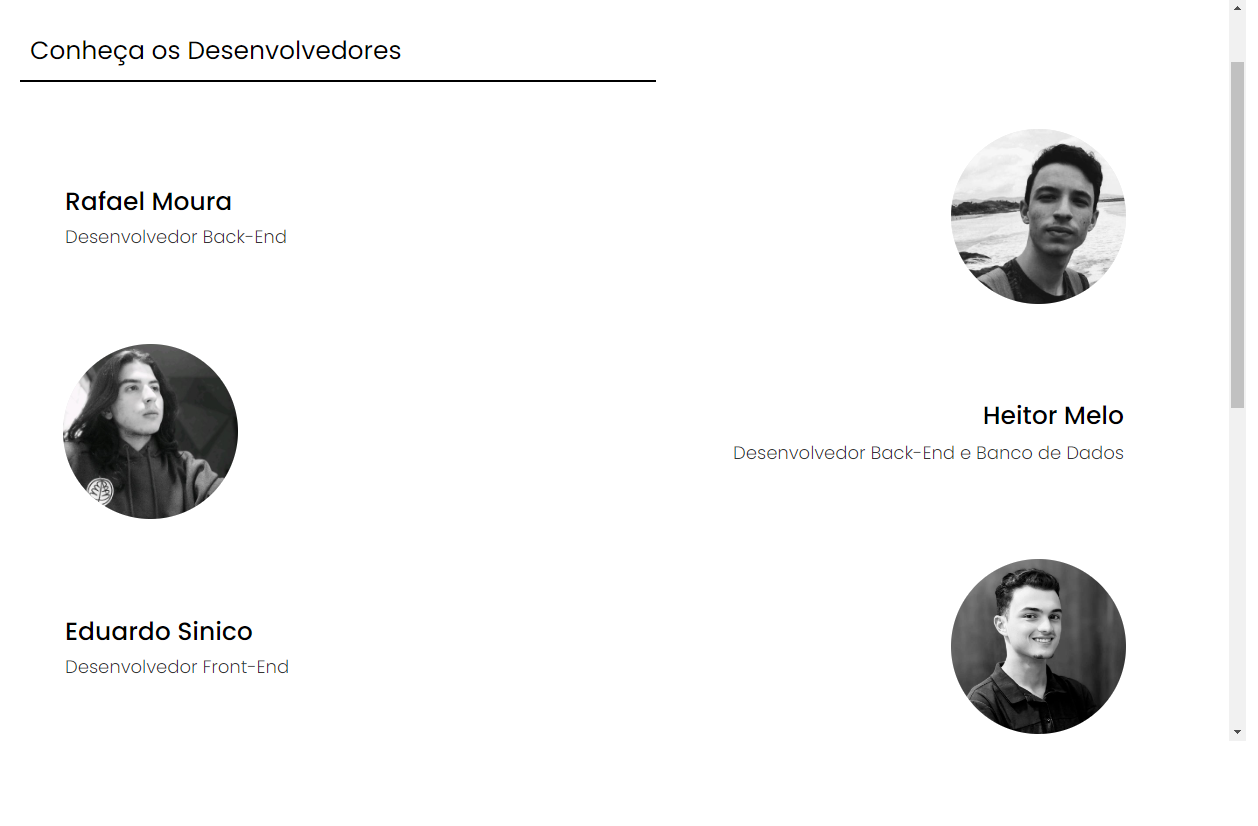 Conheça os Desenvolvedores
Rafael Moura
Desenvolvedor Back-End
Heitor Melo
Desenvolvedor Back-End e Banco de Dados
Eduardo Sinico
Desenvolvedor Front-End